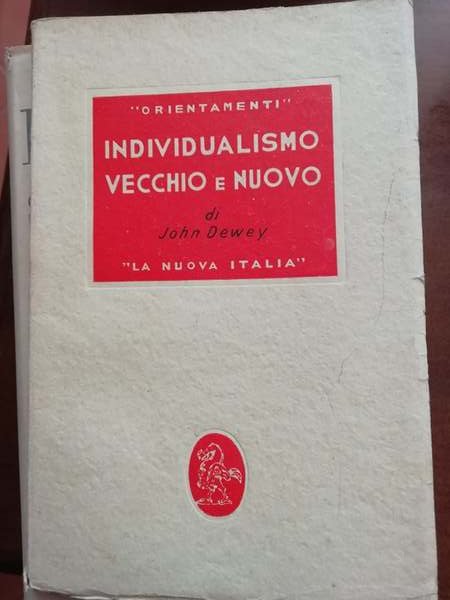 "ORIENTAMENTI"
INDIVIDUALISMO
VECCHIO E NUOVO
di
John Dewey
"LA NUOVA ITALIA"